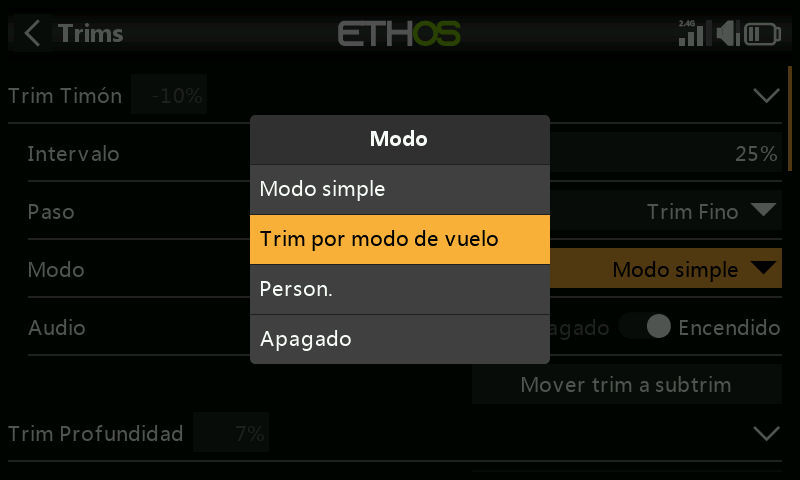 Trims
ETHOS
2.4G
Trim Timón -10%
Intervalo 25%
Paso Trim Fino
Modo Modo simple
Audio agado Encendido
Mover trim a subtrim
Trim Profundidad 7%
Modo
Modo simple
Trim por modo de vuelo
Person.
Apagado